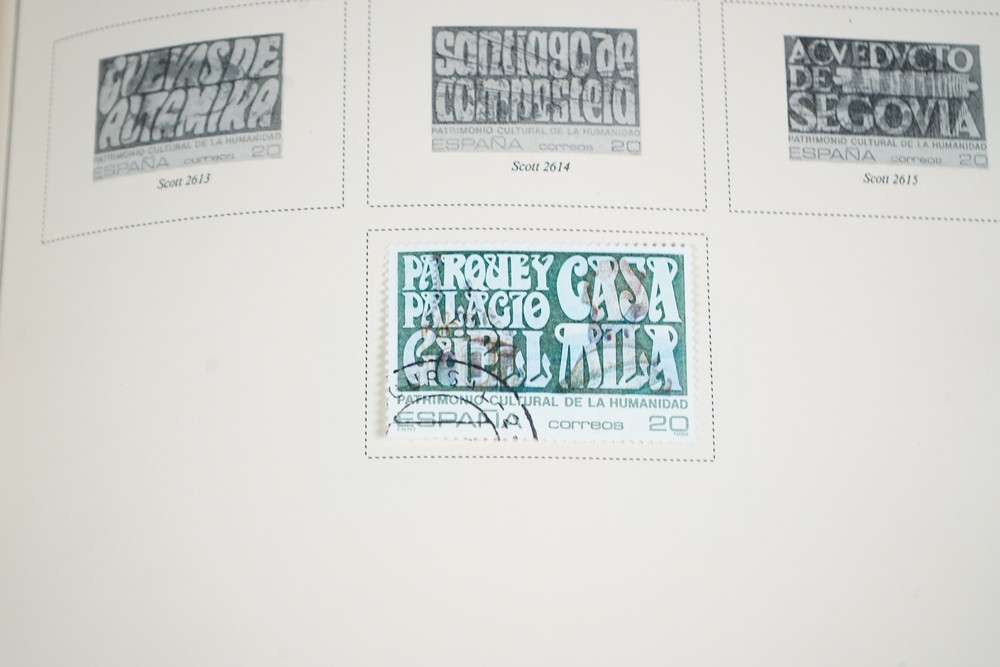 CUEVAS DE
ALTAMIRA
PATRIMONIO CULTURAL DE LA HUMANIDAD
ESPAÑA correos 20
Scott 2613
Santiago de
compostela
PATRIMONIO CULTURAL DE LA HUMANIDAD
ESPAÑA correos 20
Scott 2614
ACVEDVCTO
DE
SEGOVIA
PATRIMONIO CULTURAL DE LA HUMANIDAD
ESPAÑA correos 20
Scott 2615
PARQUE Y
PALACIO
GÜELL
CASA
MILA
PATRIMONIO CULTURAL DE LA HUMANIDAD
ESPAÑA correos 20